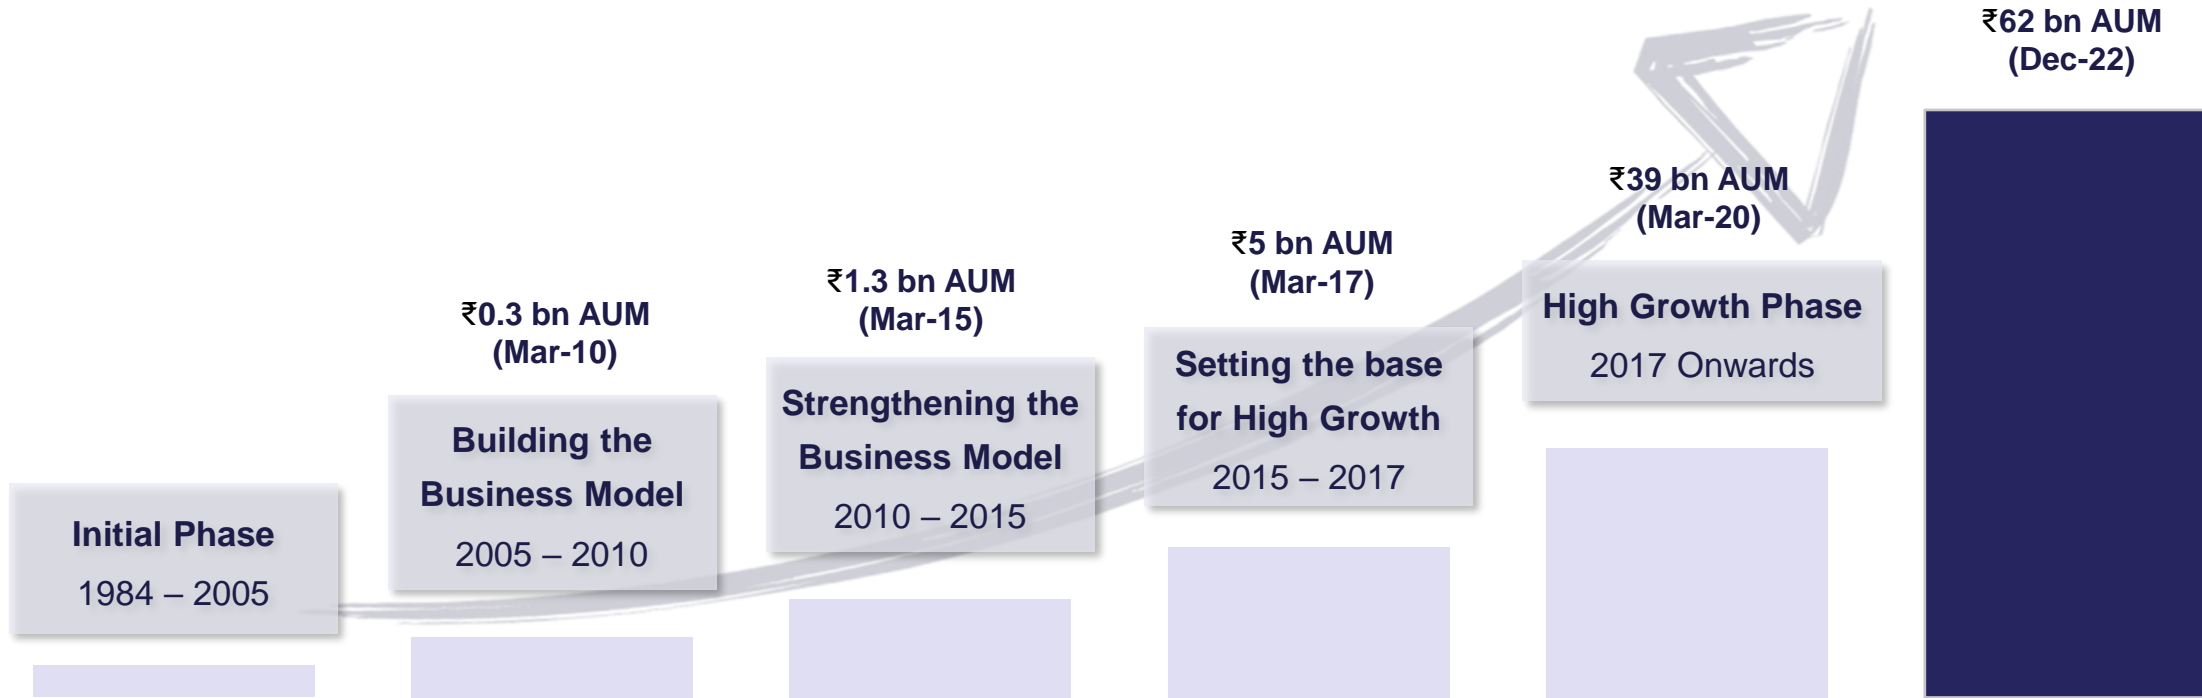 Initial Phase
1984 – 2005
₹0.3 bn AUM
(Mar-10)
Building the
Business Model
2005 – 2010
₹1.3 bn AUM
(Mar-15)
Strengthening the
Business Model
2010 – 2015
₹5 bn AUM
(Mar-17)
Setting the base
for High Growth
2015 – 2017
₹39 bn AUM
(Mar-20)
High Growth Phase
2017 Onwards
₹62 bn AUM
(Dec-22)